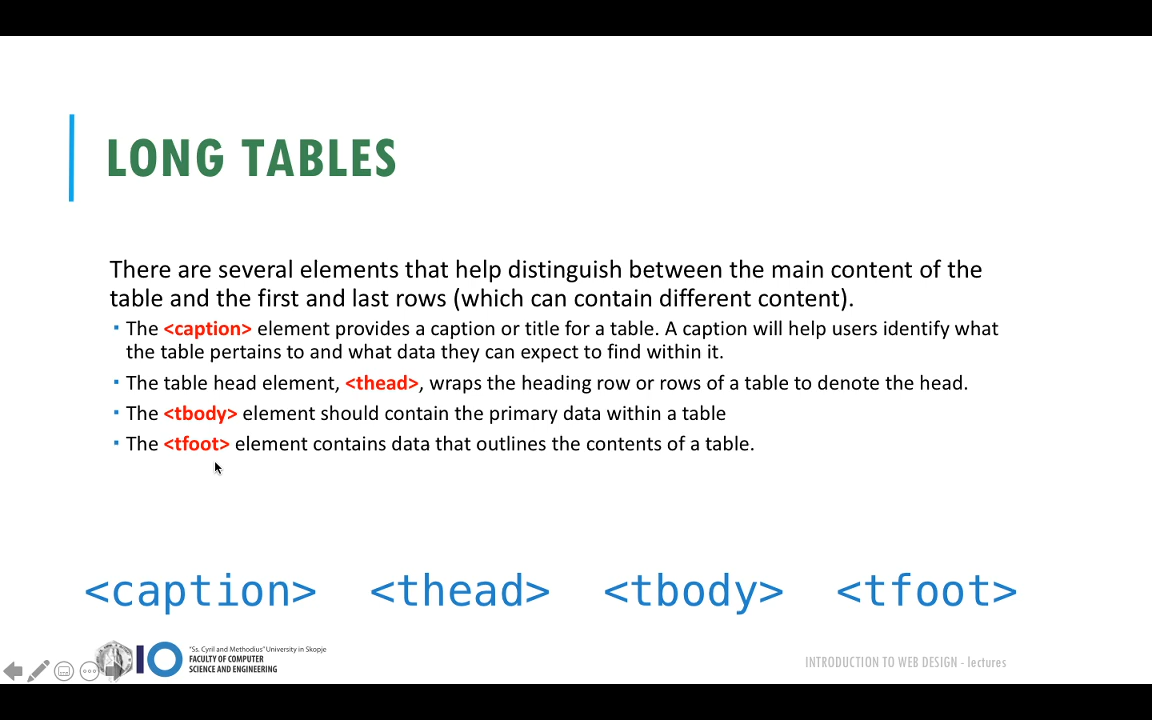 LONG TABLES
There are several elements that help distinguish between the main content of the
table and the first and last rows (which can contain different content).
▪ The <caption> element provides a caption or title for a table. A caption will help users identify what
the table pertains to and what data they can expect to find within it.
▪ The table head element, <thead>, wraps the heading row or rows of a table to denote the head.
▪ The <tbody> element should contain the primary data within a table
▪ The <tfoot> element contains data that outlines the contents of a table.
<caption> <thead> <tbody> <tfoot>
"Ss. Cyril and Methodius" University in Skopje
FACULTY OF COMPUTER
SCIENCE AND ENGINEERING
INTRODUCTION TO WEB DESIGN - lectures